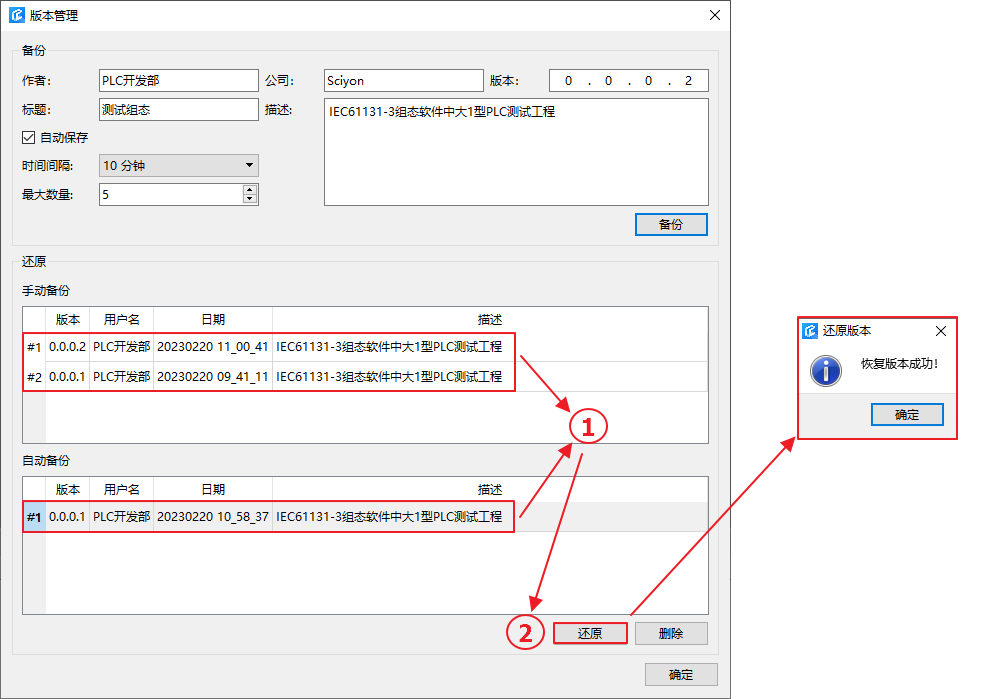 版本管理
备份
作者: PLC开发部 公司: Sciyon 版本: 0 . 0 . 0 . 2
标题: 测试组态 描述: IEC61131-3组态软件中大1型PLC测试工程
自动保存
时间间隔: 10 分钟
最大数量: 5
备份
还原
手动备份
版本 用户名 日期 描述
#1 0.0.0.2 PLC开发部 20230220 11_00_41 IEC61131-3组态软件中大1型PLC测试工程
#2 0.0.0.1 PLC开发部 20230220 09_41_11 IEC61131-3组态软件中大1型PLC测试工程
①
自动备份
版本 用户名 日期 描述
#1 0.0.0.1 PLC开发部 20230220 10_58_37 IEC61131-3组态软件中大1型PLC测试工程
② 还原 删除
确定
还原版本
恢复版本成功!
确定